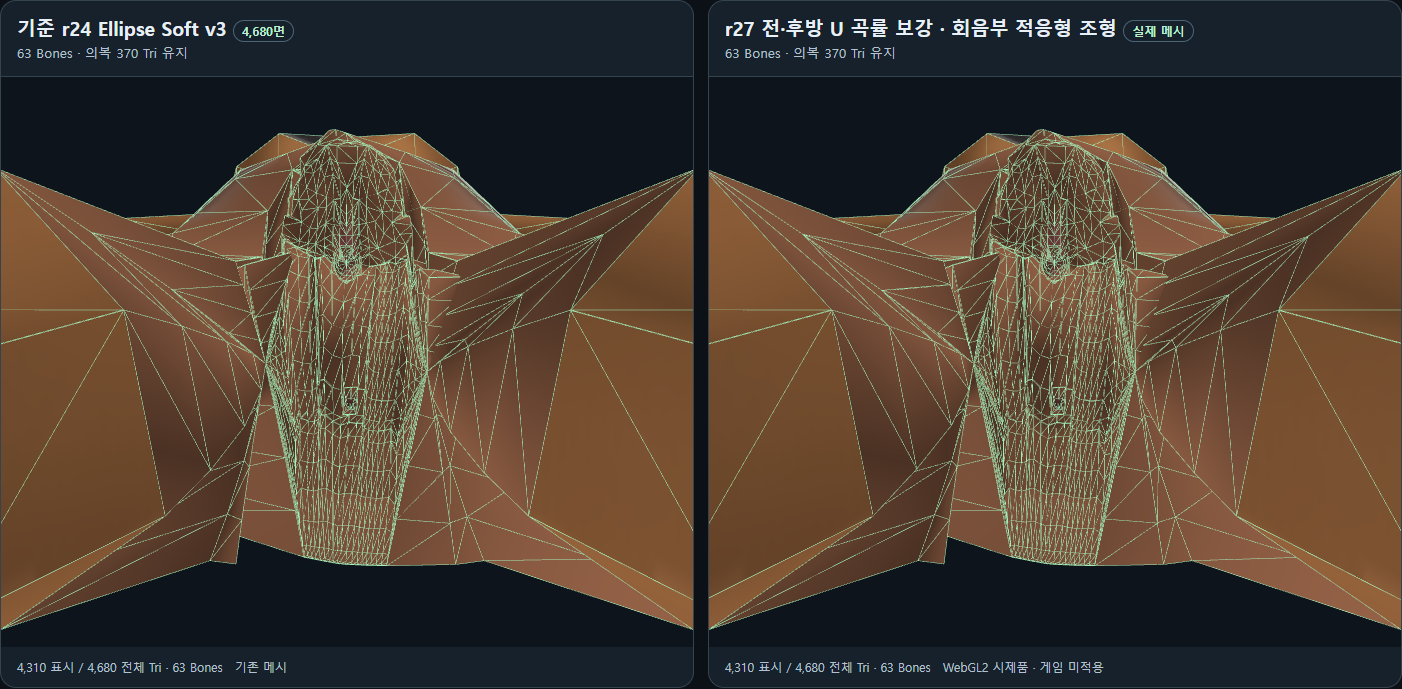 기준 r24 Ellipse Soft v3 4,680면
63 Bones · 의복 370 Tri 유지
4,310 표시 / 4,680 전체 Tri · 63 Bones 기존 메시
r27 전·후방 U 곡률 보강 · 회음부 적응형 조형 실제 메시
63 Bones · 의복 370 Tri 유지
4,310 표시 / 4,680 전체 Tri · 63 Bones WebGL2 시제품 · 게임 미적용